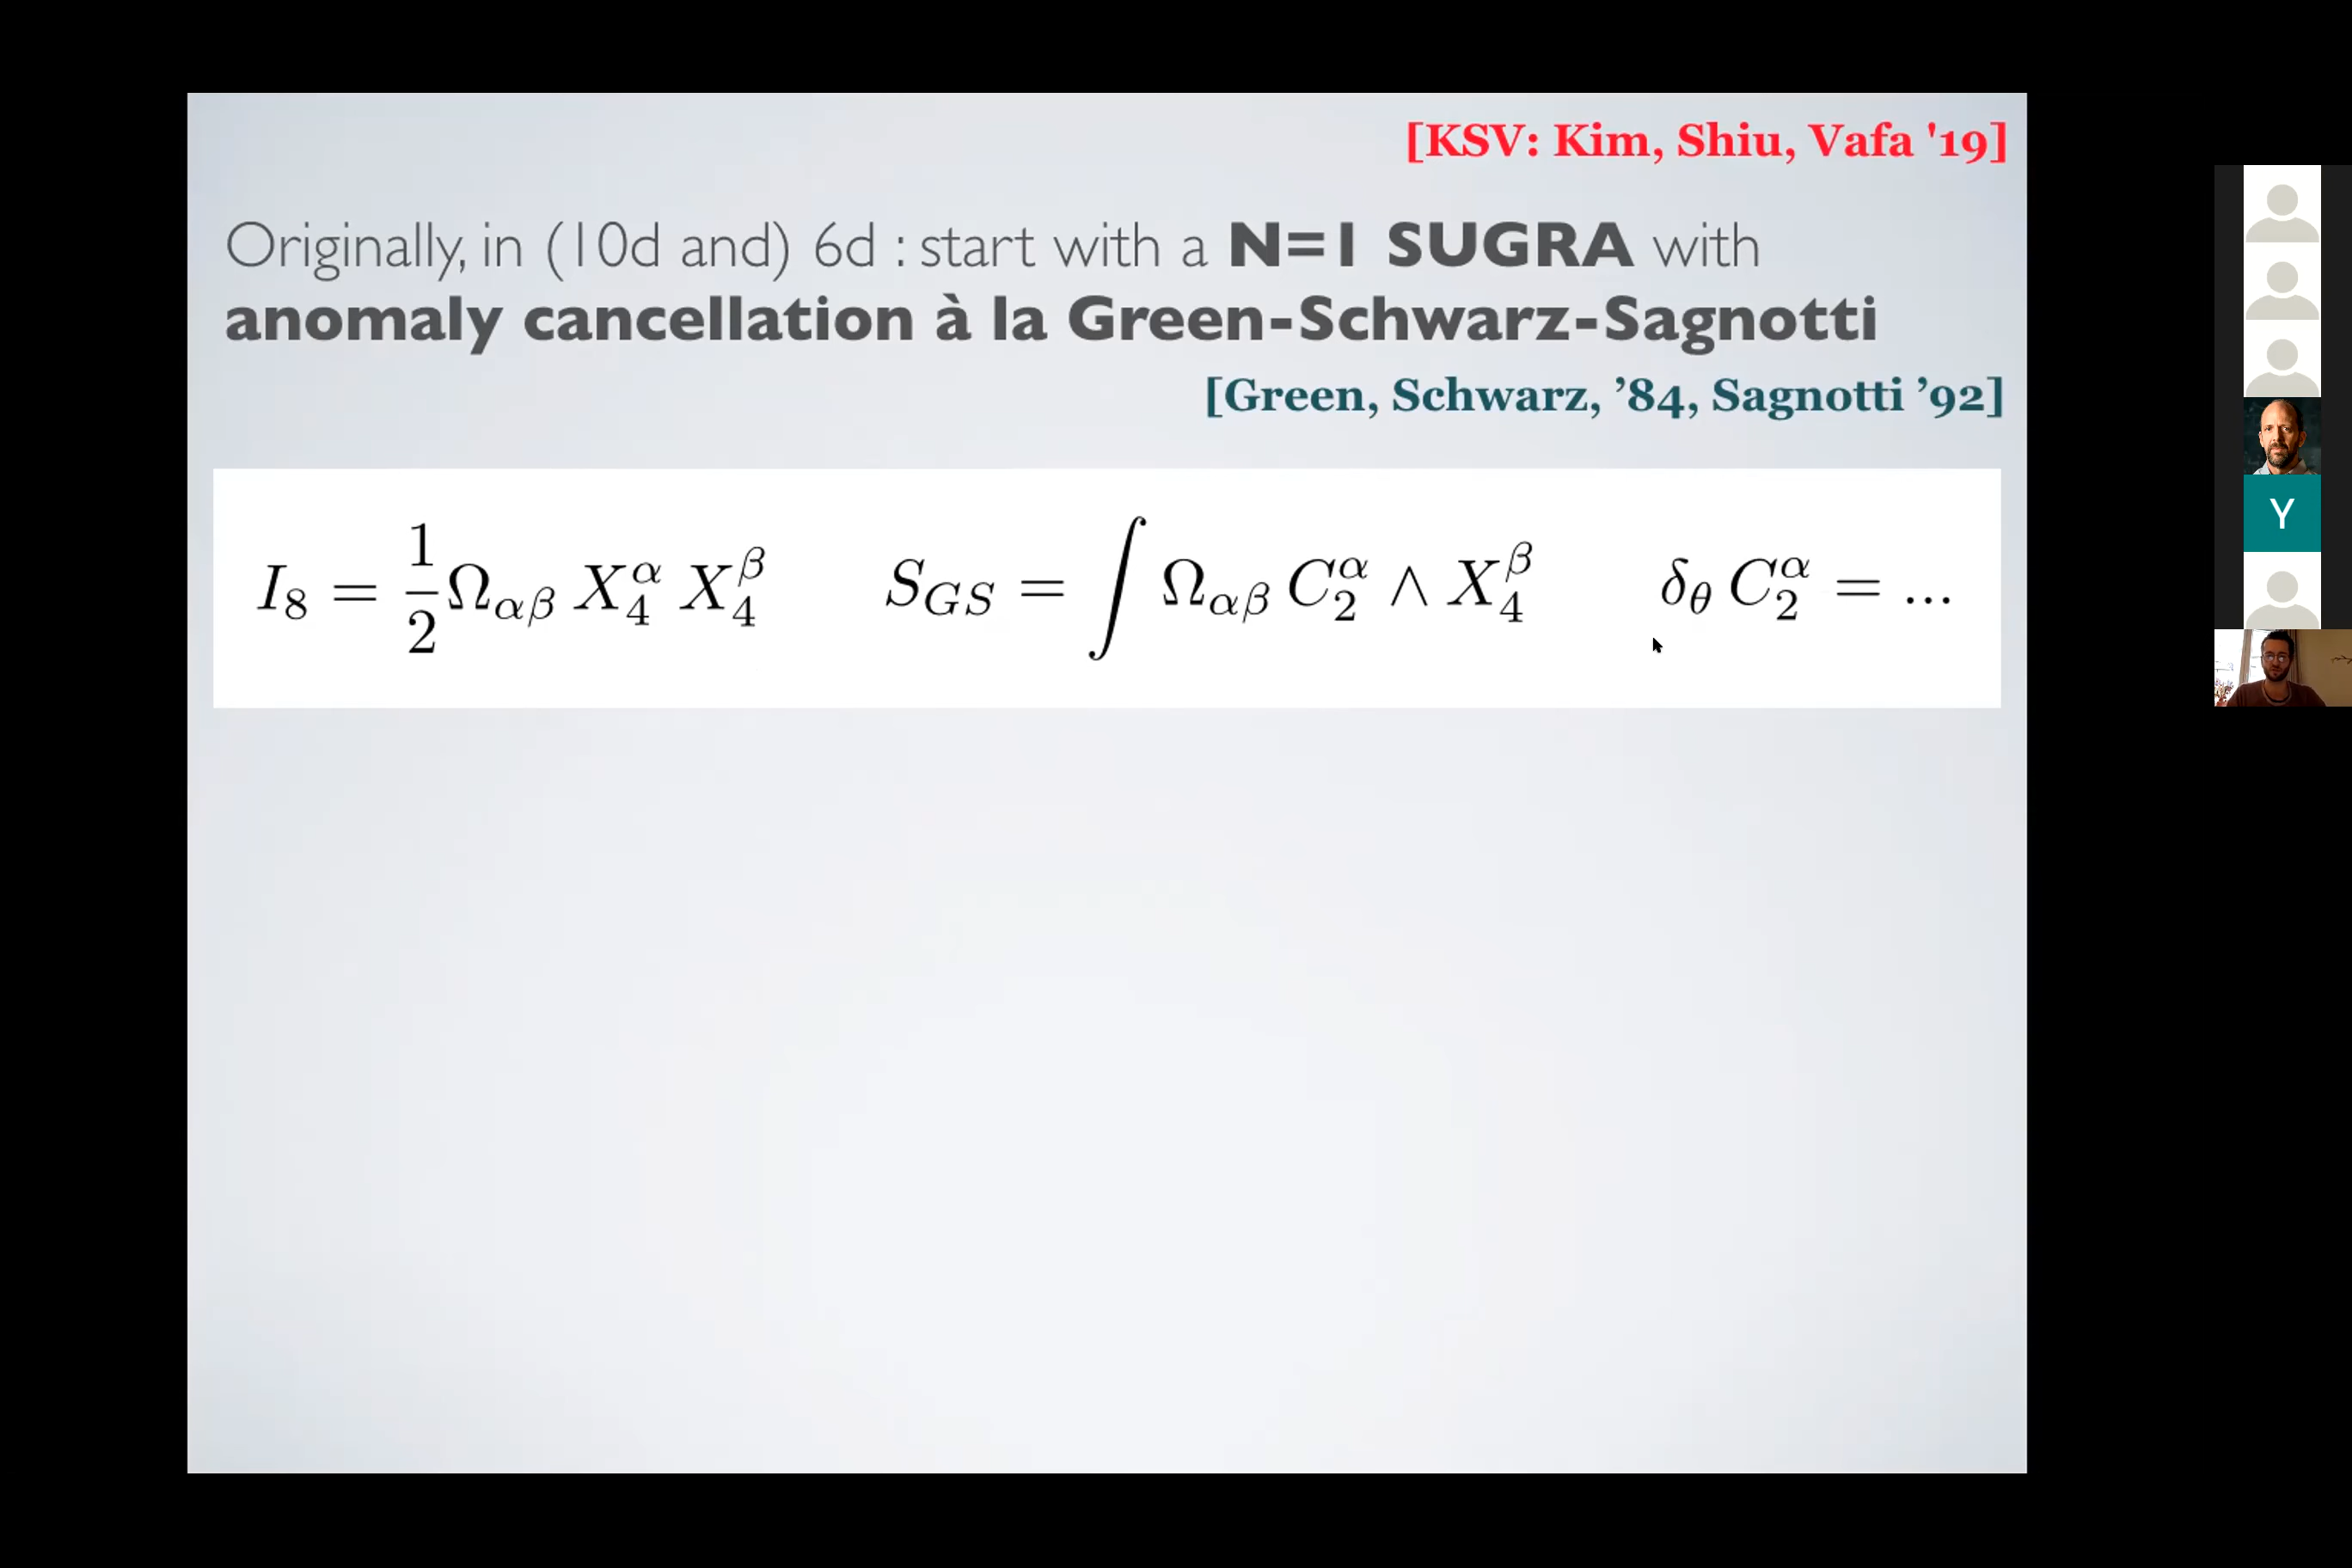 [KSV: Kim, Shiu, Vafa '19]
Originally, in (10d and) 6d : start with a N=1 SUGRA with
anomaly cancellation à la Green-Schwarz-Sagnotti
[Green, Schwarz, ’84, Sagnotti ’92]
I_8 = \frac{1}{2} Ω_{αβ} X_4^α X_4^β   S_{GS} = ∫ Ω_{αβ} C_2^α ∧ X_4^β   δ_θ C_2^α = ...
Y